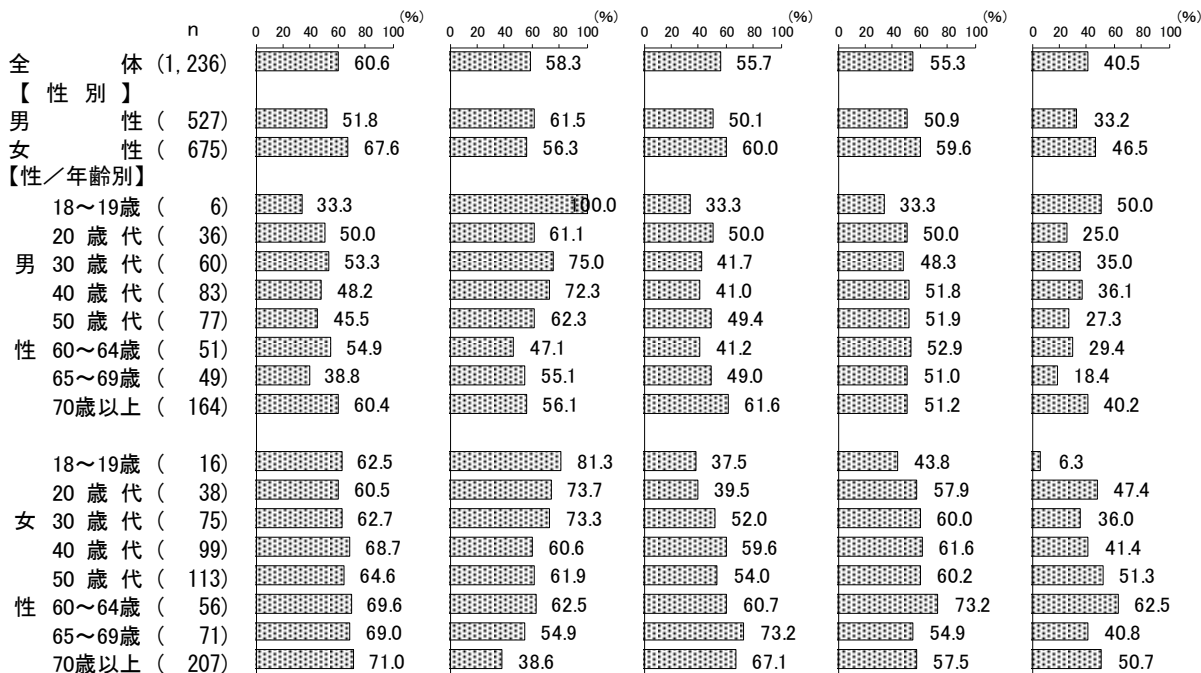 (%) (%) (%) (%) (%)
n 0 20 40 60 80 100 0 20 40 60 80 100 0 20 40 60 80 100 0 20 40 60 80 100 0 20 40 60 80 100
全体 (1,236) 60.6 58.3 55.7 55.3 40.5
【性別】
男性 ( 527) 51.8 61.5 50.1 50.9 33.2
女性 ( 675) 67.6 56.3 60.0 59.6 46.5
【性／年齢別】
18～19歳 ( 6) 33.3 100.0 33.3 33.3 50.0
20歳代 ( 36) 50.0 61.1 50.0 50.0 25.0
男 30歳代 ( 60) 53.3 75.0 41.7 48.3 35.0
40歳代 ( 83) 48.2 72.3 41.0 51.8 36.1
50歳代 ( 77) 45.5 62.3 49.4 51.9 27.3
性 60～64歳 ( 51) 54.9 47.1 41.2 52.9 29.4
65～69歳 ( 49) 38.8 55.1 49.0 51.0 18.4
70歳以上 ( 164) 60.4 56.1 61.6 51.2 40.2
18～19歳 ( 16) 62.5 81.3 37.5 43.8 6.3
20歳代 ( 38) 60.5 73.7 39.5 57.9 47.4
女 30歳代 ( 75) 62.7 73.3 52.0 60.0 36.0
40歳代 ( 99) 68.7 60.6 59.6 61.6 41.4
50歳代 ( 113) 64.6 61.9 54.0 60.2 51.3
性 60～64歳 ( 56) 69.6 62.5 60.7 73.2 62.5
65～69歳 ( 71) 69.0 54.9 73.2 54.9 40.8
70歳以上 ( 207) 71.0 38.6 67.1 57.5 50.7